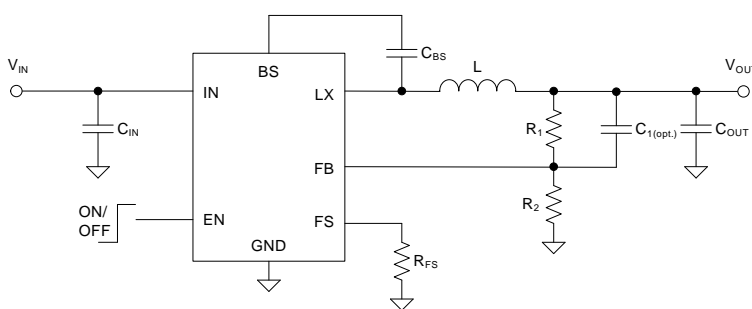 BS
C_BS
L
V_IN
V_OUT
IN
LX
C_IN
R_1
C_1(opt.)
C_OUT
FB
ON/
OFF
EN
FS
R_2
GND
R_FS